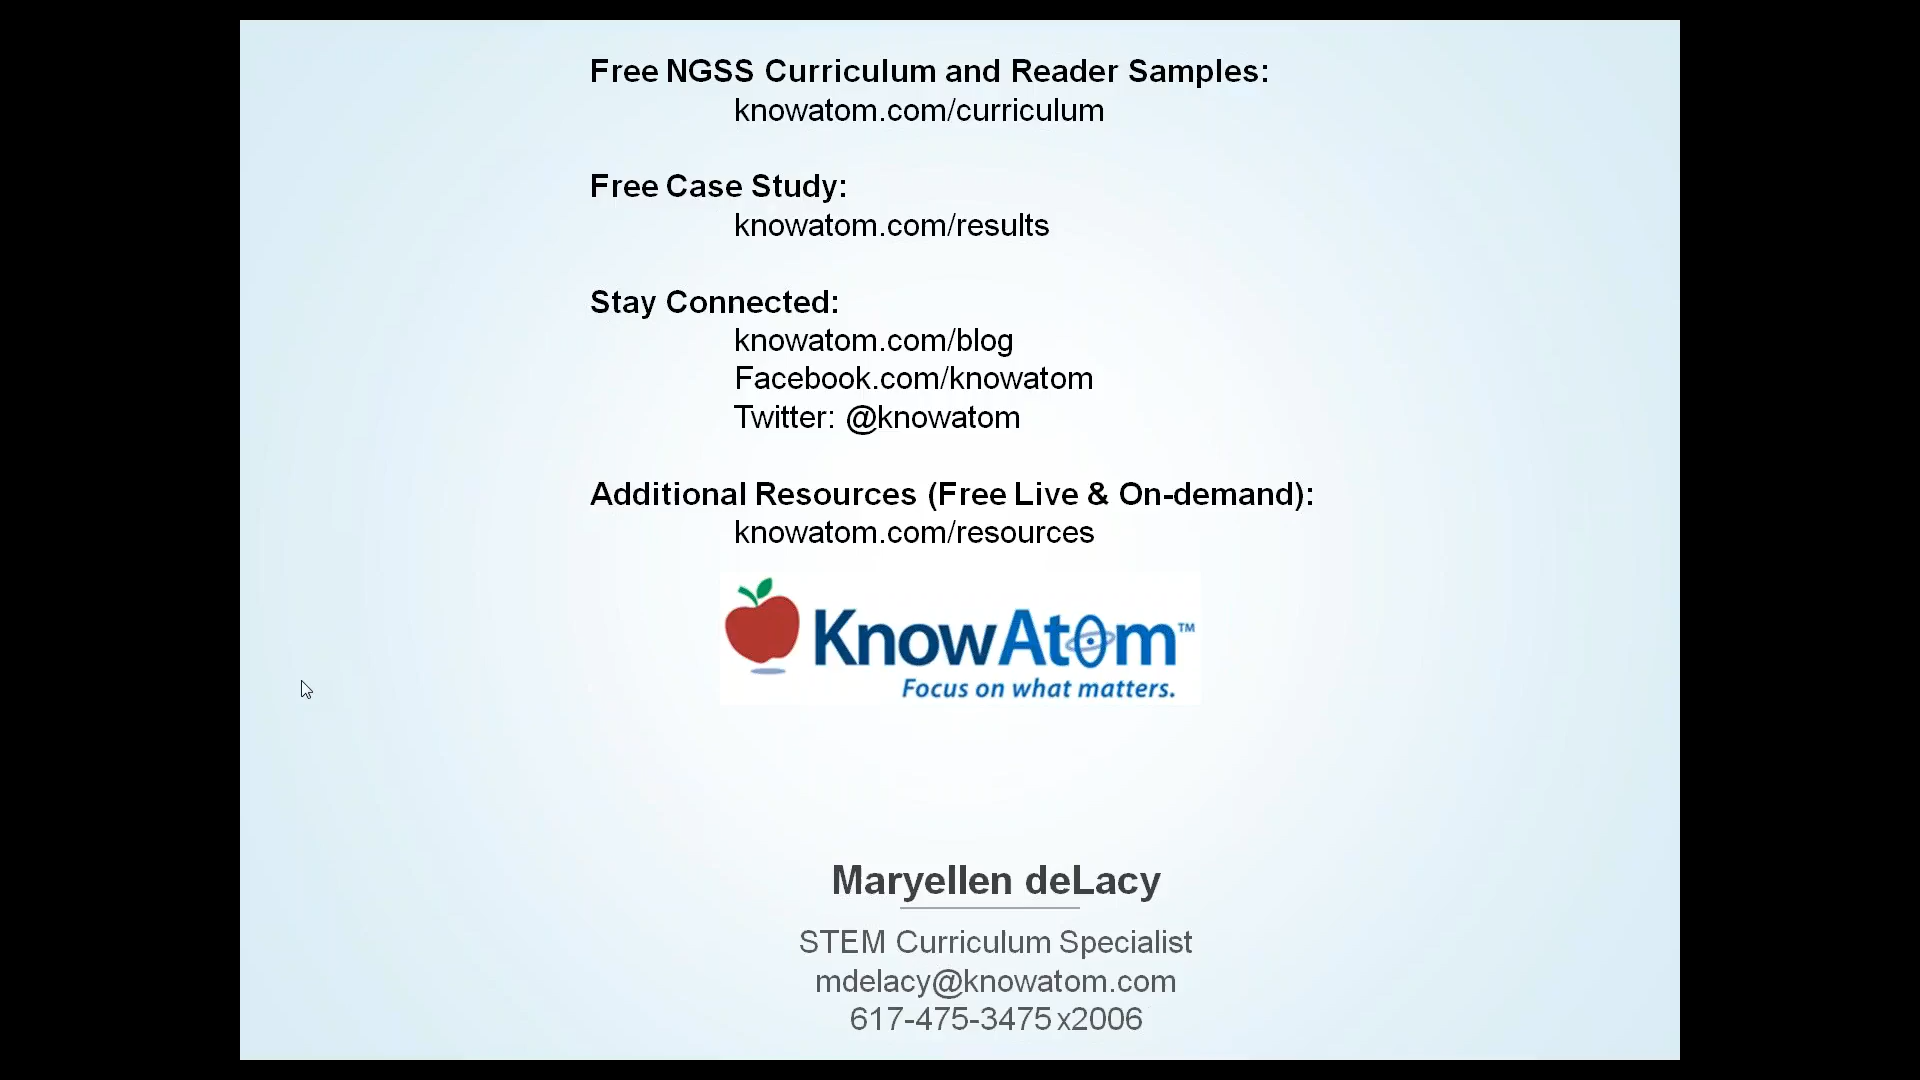 Free NGSS Curriculum and Reader Samples:
knowatom.com/curriculum
Free Case Study:
knowatom.com/results
Stay Connected:
knowatom.com/blog
Facebook.com/knowatom
Twitter: @knowatom
Additional Resources (Free Live & On-demand):
knowatom.com/resources
KnowAtom™
Focus on what matters.
Maryellen deLacy
STEM Curriculum Specialist
mdelacy@knowatom.com
617-475-3475 x2006